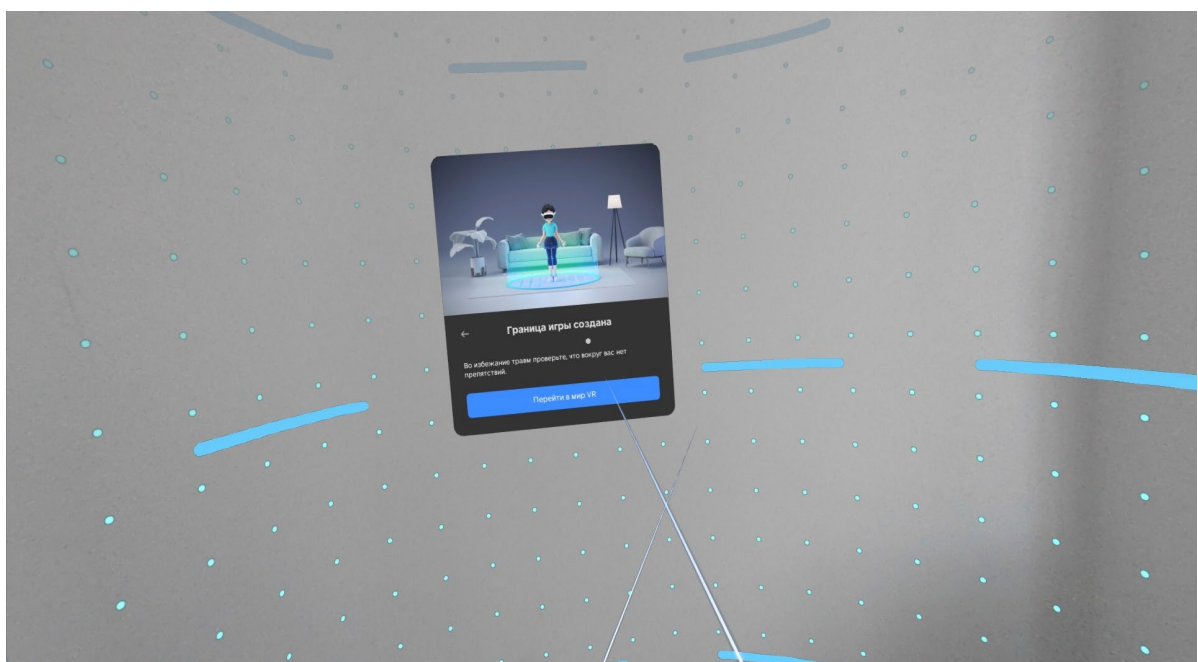 Граница игры создана
Во избежание травм проверьте, что вокруг вас нет
препятствий.
Перейти в мир VR